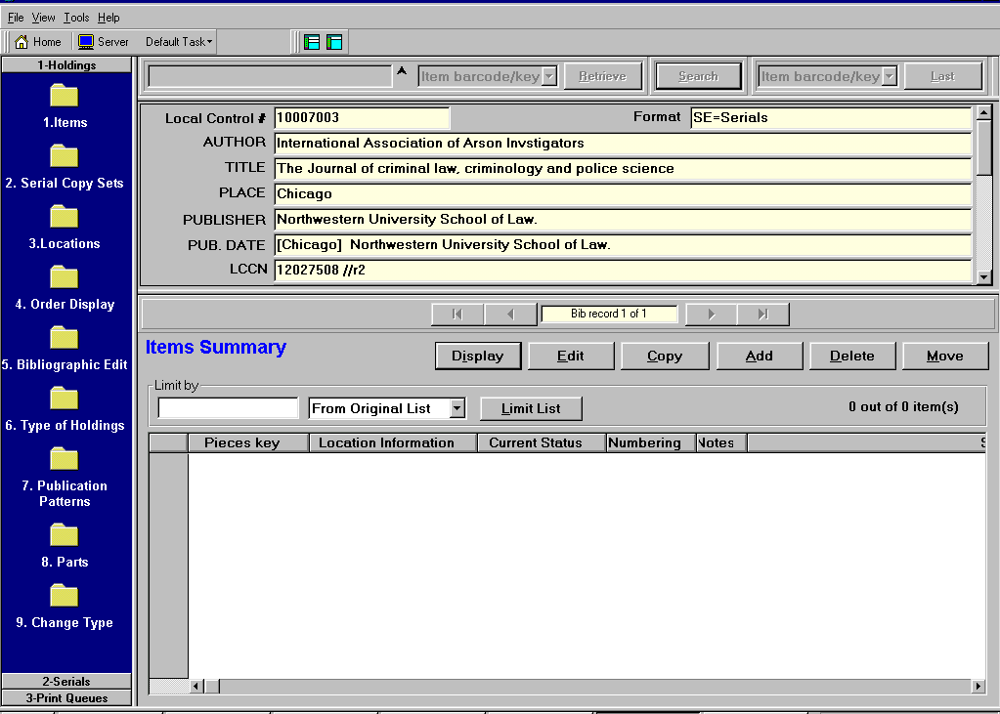 File View Tools Help
Home Server Default Task
1-Holdings
1.Items
2. Serial Copy Sets
3.Locations
4. Order Display
5. Bibliographic Edit
6. Type of Holdings
7. Publication
Patterns
8. Parts
9. Change Type
2-Serials
3-Print Queues
Item barcode/key Retrieve Search Item barcode/key Last
Local Control # 10007003 Format SE=Serials
AUTHOR International Association of Arson Invstigators
TITLE The Journal of criminal law, criminology and police science
PLACE Chicago
PUBLISHER Northwestern University School of Law.
PUB. DATE [Chicago] Northwestern University School of Law.
LCCN 12027508 //r2
Bib record 1 of 1
Items Summary Display Edit Copy Add Delete Move
Limit by
From Original List Limit List 0 out of 0 item(s)
Pieces key Location Information Current Status Numbering Notes S